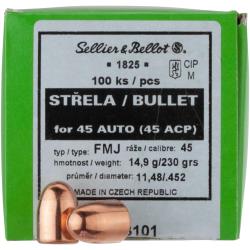 Sellier & Bellot S
• 1825 •
CIP
M
100 ks / pcs
STŘELA / BULLET
for 45 AUTO (45 ACP)
typ / type: FMJ ráže / calibre: 45
hmotnost / weight: 14,9 g/230 grs
průměr / diameter: 11,48/.452
MADE IN CZECH REPUBLIC